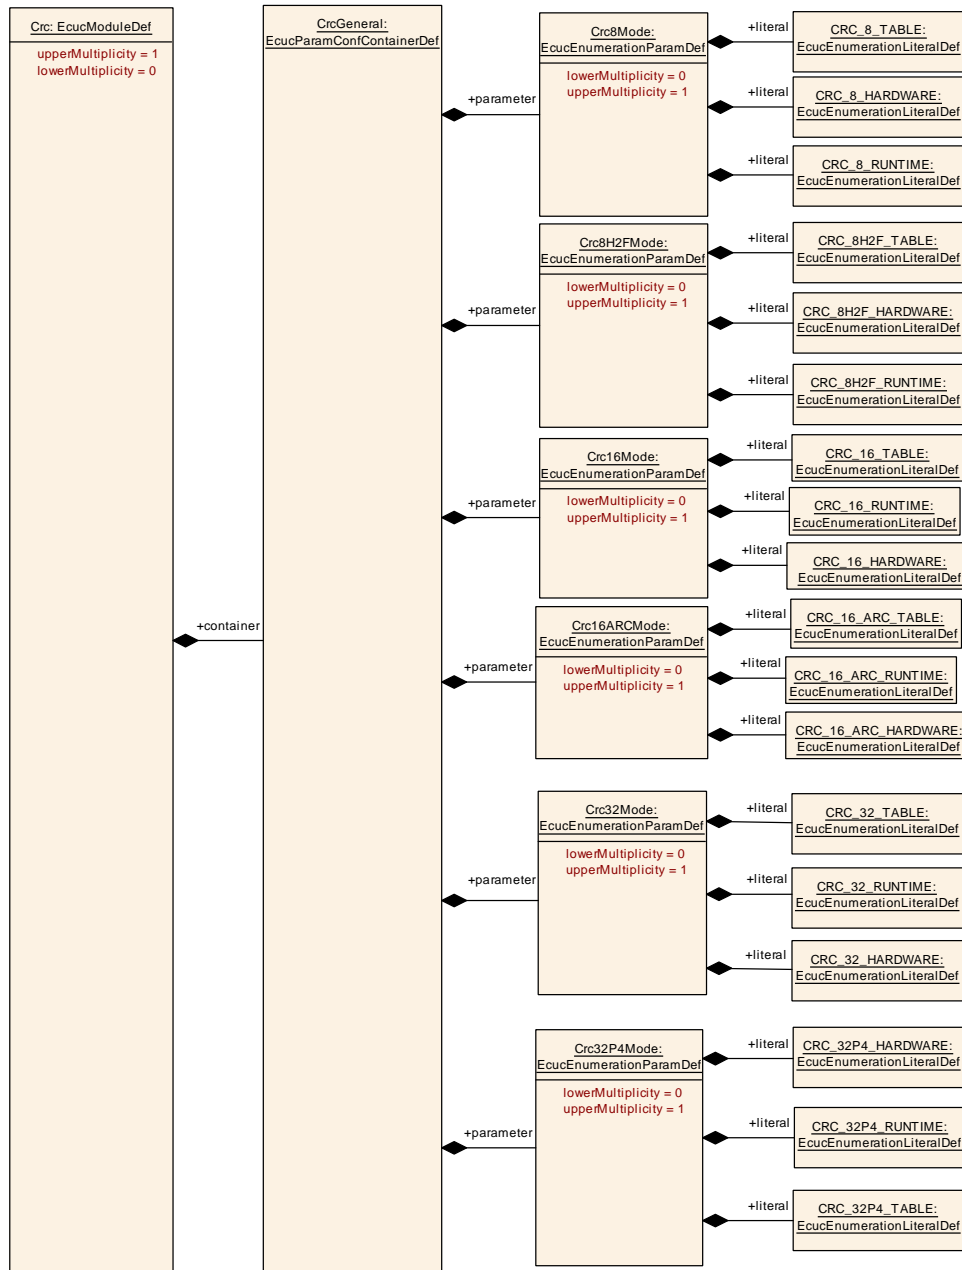 Crc: EcucModuleDef
upperMultiplicity = 1
lowerMultiplicity = 0
+container
CrcGeneral:
EcucParamConfContainerDef
+parameter
Crc8Mode:
EcucEnumerationParamDef
lowerMultiplicity = 0
upperMultiplicity = 1
+literal
CRC_8_TABLE:
EcucEnumerationLiteralDef
+literal
CRC_8_HARDWARE:
EcucEnumerationLiteralDef
+literal
CRC_8_RUNTIME:
EcucEnumerationLiteralDef
+parameter
Crc8H2FMode:
EcucEnumerationParamDef
lowerMultiplicity = 0
upperMultiplicity = 1
+literal
CRC_8H2F_TABLE:
EcucEnumerationLiteralDef
+literal
CRC_8H2F_HARDWARE:
EcucEnumerationLiteralDef
+literal
CRC_8H2F_RUNTIME:
EcucEnumerationLiteralDef
+parameter
Crc16Mode:
EcucEnumerationParamDef
lowerMultiplicity = 0
upperMultiplicity = 1
+literal
CRC_16_TABLE:
EcucEnumerationLiteralDef
+literal
CRC_16_RUNTIME:
EcucEnumerationLiteralDef
+literal
CRC_16_HARDWARE:
EcucEnumerationLiteralDef
+parameter
Crc16ARCMode:
EcucEnumerationParamDef
lowerMultiplicity = 0
upperMultiplicity = 1
+literal
CRC_16_ARC_TABLE:
EcucEnumerationLiteralDef
+literal
CRC_16_ARC_RUNTIME:
EcucEnumerationLiteralDef
+literal
CRC_16_ARC_HARDWARE:
EcucEnumerationLiteralDef
+parameter
Crc32Mode:
EcucEnumerationParamDef
lowerMultiplicity = 0
upperMultiplicity = 1
+literal
CRC_32_TABLE:
EcucEnumerationLiteralDef
+literal
CRC_32_RUNTIME:
EcucEnumerationLiteralDef
+literal
CRC_32_HARDWARE:
EcucEnumerationLiteralDef
+parameter
Crc32P4Mode:
EcucEnumerationParamDef
lowerMultiplicity = 0
upperMultiplicity = 1
+literal
CRC_32P4_HARDWARE:
EcucEnumerationLiteralDef
+literal
CRC_32P4_RUNTIME:
EcucEnumerationLiteralDef
+literal
CRC_32P4_TABLE:
EcucEnumerationLiteralDef